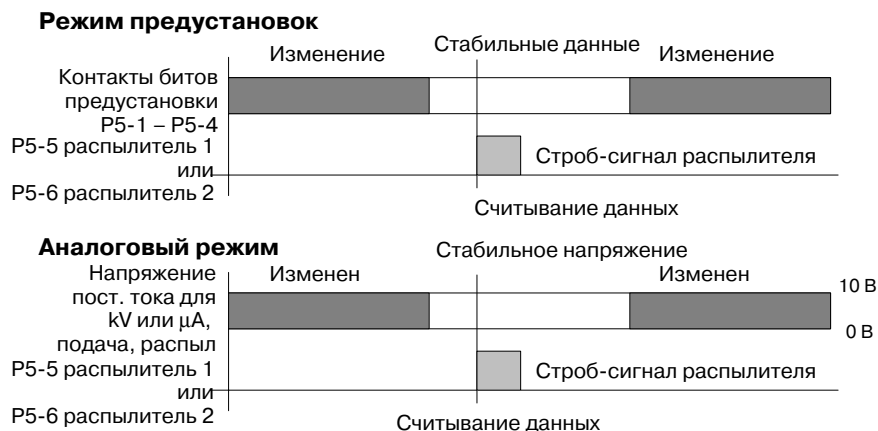 Режим предустановок
Изменение
Стабильные данные
Изменение
Контакты битов
предустановки
P5-1 – P5-4
P5-5 распылитель 1
или
P5-6 распылитель 2
Строб-сигнал распылителя
Считывание данных
Аналоговый режим
Стабильное напряжение
Напряжение
пост. тока для
kV или µA,
подача, распыл
Изменен
Изменен
10 В
0 В
P5-5 распылитель 1
или
P5-6 распылитель 2
Строб-сигнал распылителя
Считывание данных